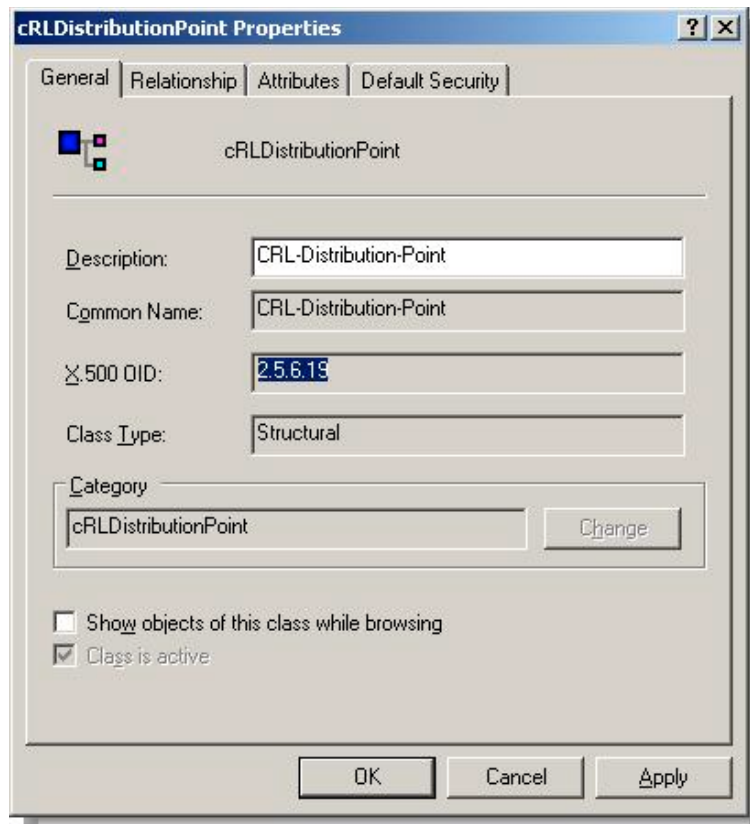 cRLDistributionPoint Properties
General Relationship Attributes Default Security
cRLDistributionPoint
Description: CRL-Distribution-Point
Common Name: CRL-Distribution-Point
X.500 OID: 2.5.6.19
Class Type: Structural
Category
cRLDistributionPoint Change
Show objects of this class while browsing
Class is active
OK Cancel Apply